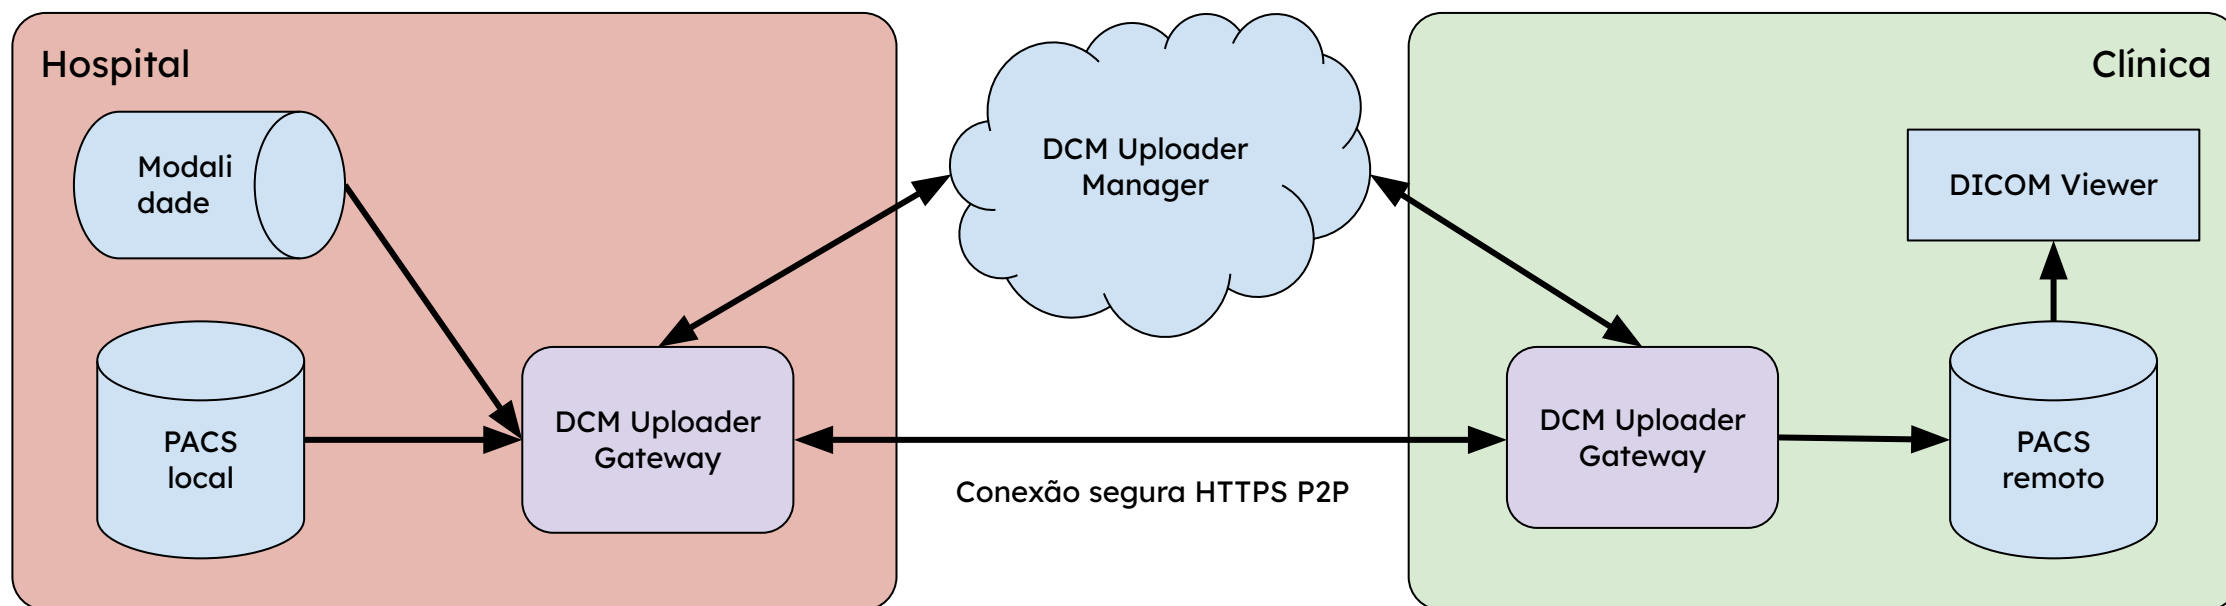 Hospital
Modali
dade
PACS
local
DCM Uploader
Gateway
DCM Uploader
Manager
Conexão segura HTTPS P2P
Clínica
DICOM Viewer
DCM Uploader
Gateway
PACS
remoto